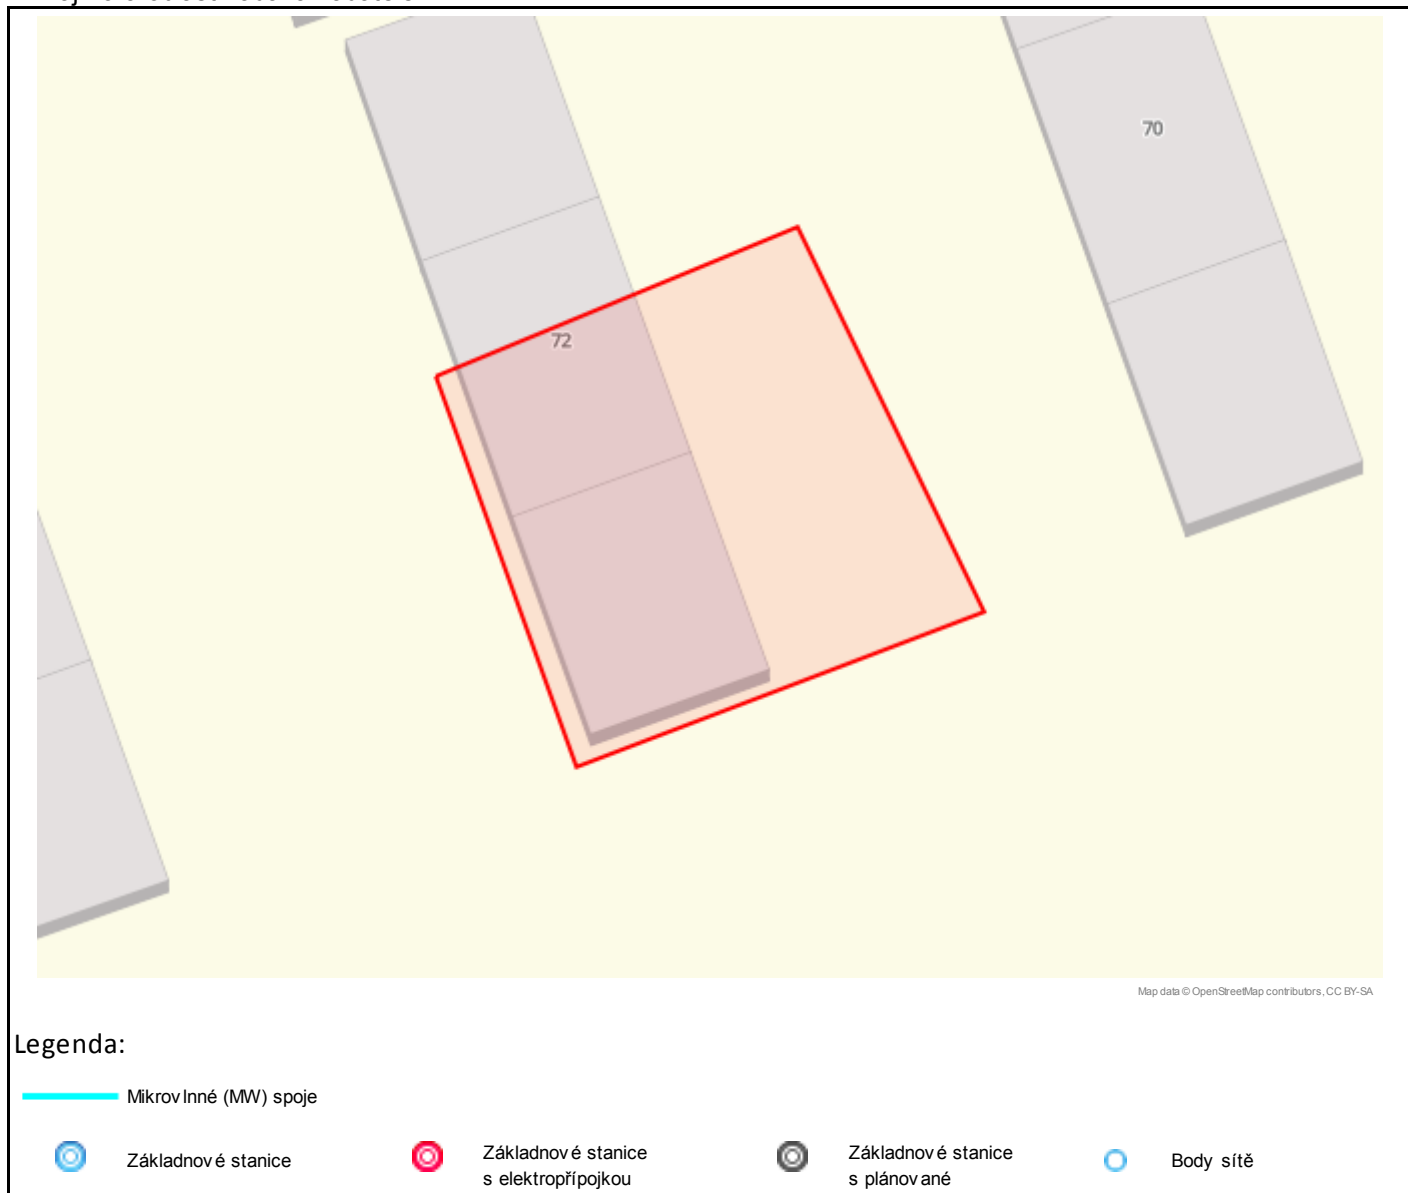 70
72
Map data © OpenStreetMap contributors, CC BY-SA
Legenda:
Mikrovlnné (MW) spoje
Základnové stanice
Základnové stanice
s elektropřípojkou
Základnové stanice
s plánované
Body sítě